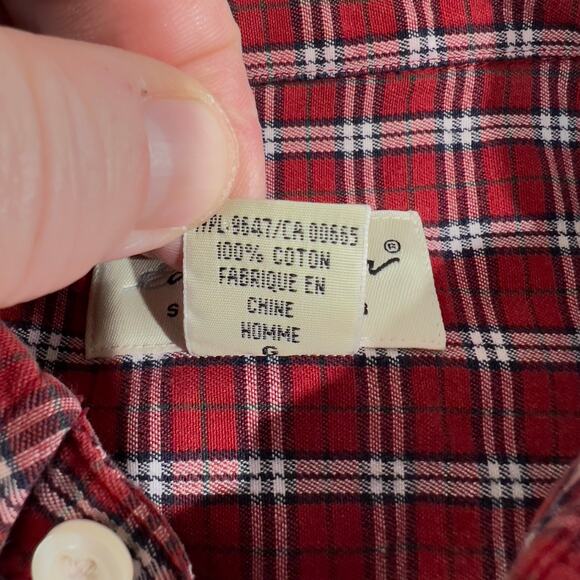 RPL-9647/CA 00665
100% COTON
FABRIQUE EN
CHINE
HOMME
G